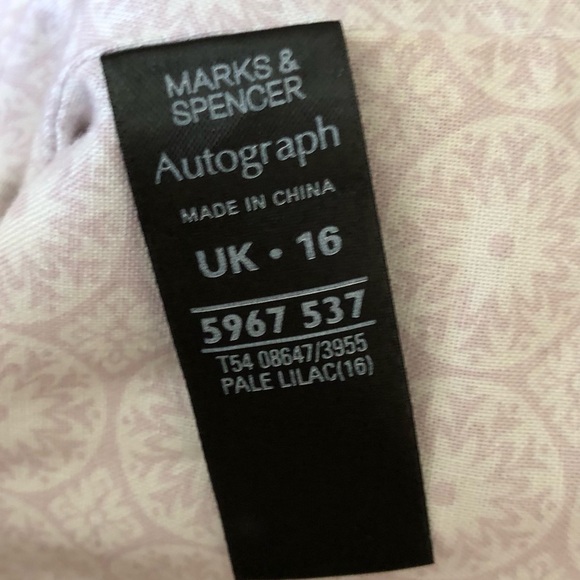 MARKS &
SPENCER
Autograph
MADE IN CHINA
UK • 16
5967 537
T54 08647/3955
PALE LILAC(16)